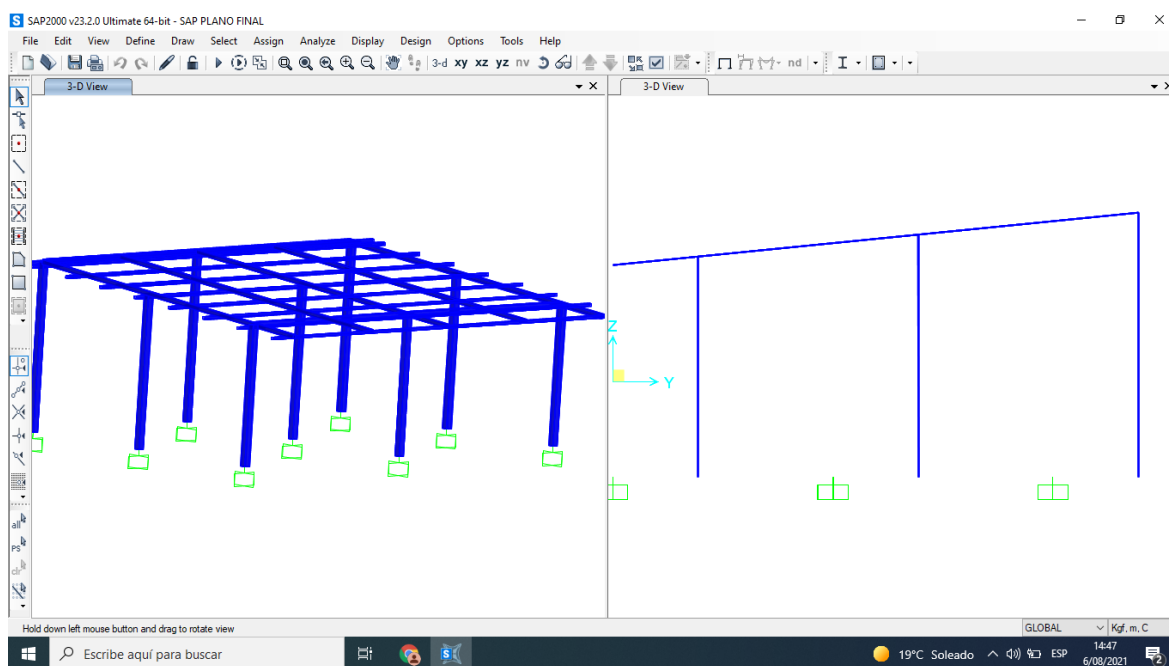 SAP2000 v23.2.0 Ultimate 64-bit - SAP PLANO FINAL
File Edit View Define Draw Select Assign Analyze Display Design Options Tools Help
3-d xy xz yz nv nd
3-D View
3-D View
Z
Y
all
PS
clr
Hold down left mouse button and drag to rotate view
GLOBAL
Kgf, m, C
Escribe aquí para buscar
19°C Soleado
ESP
14:47
6/08/2021
2